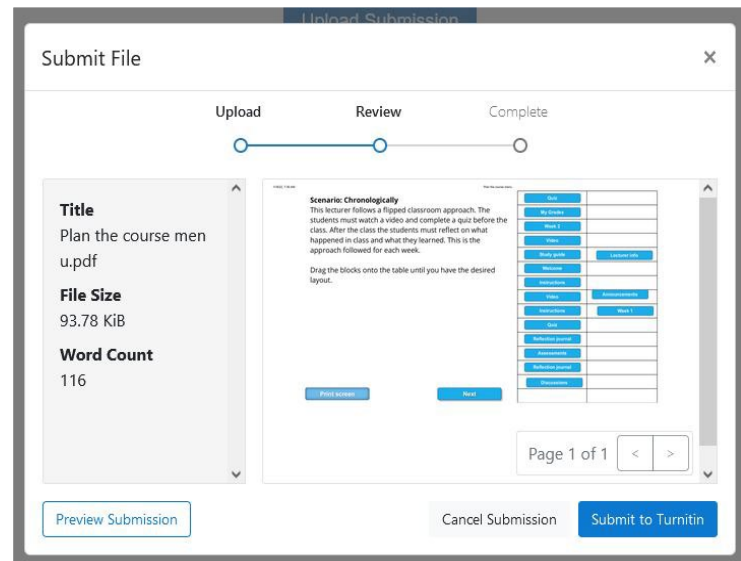 Upload Submission
Submit File
×
Upload
Review
Complete
Title
Plan the course men
u.pdf
File Size
93.78 KiB
Word Count
116
Scenario: Chronologically
This lecturer follows a flipped classroom approach. The
students must watch a video and complete a quiz before the
class. After the class the students must reflect on what
happened in class and what they learned. This is the
approach followed for each week.
Drag the blocks onto the table until you have the desired
layout.
Print screen
Next
Quiz
My Grades
Week 2
Video
Study guide
Lecturer info
Welcome
Instructions
Video
Announcements
Instructions
Week 1
Quiz
Reflection journal
Assessments
Reflection journal
Discussions
Page 1 of 1
<
>
Preview Submission
Cancel Submission
Submit to Turnitin